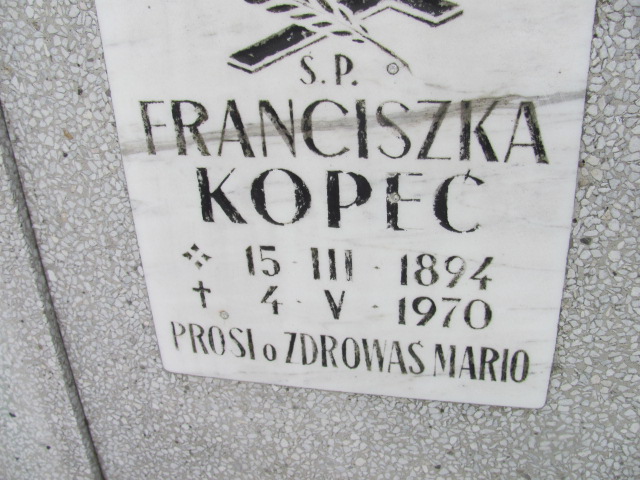 Ś.P.
FRANCISZKA
KOPEĆ
15 · III · 1894
† 4 · V · 1970
PROSI o ZDROWAŚ MARIO